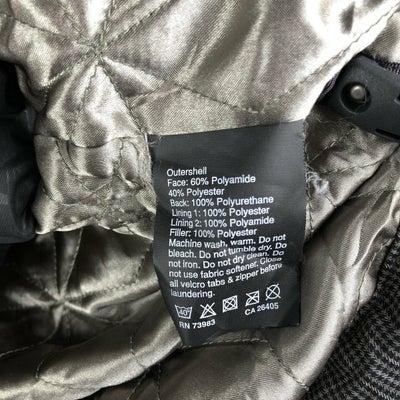 Outershell
Face: 60% Polyamide
40% Polyester
Back: 100% Polyurethane
Lining 1: 100% Polyester
Lining 2: 100% Polyamide
Filler: 100% Polyester
Machine wash, warm. Do not
bleach. Do not tumble dry. Do
not iron. Do not dry clean. Do
not use fabric softener. Close
all velcro tabs & zipper before
laundering.
40°
RN 73983 CA 26405